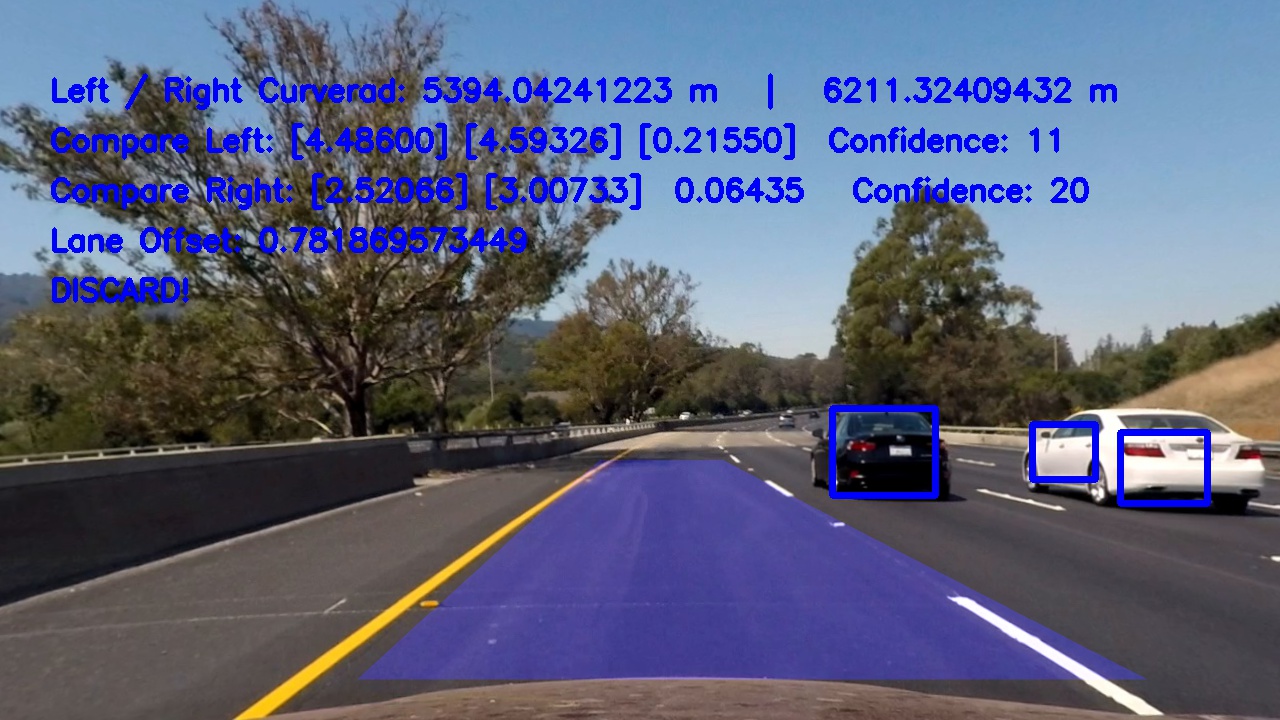 Left / Right Curverad: 5394.04241223 m | 6211.32409432 m
Compare Left: [4.48600] [4.59326] [0.21550] Confidence: 11
Compare Right: [2.52066] [3.00733] 0.06435 Confidence: 20
Lane Offset: 0.781869573449
DISCARD!